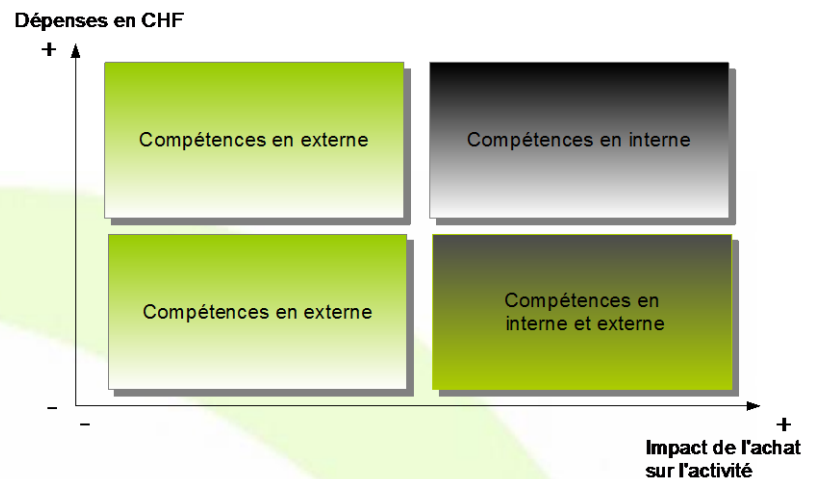 Dépenses en CHF
+
Compétences en externe
Compétences en interne
Compétences en externe
Compétences en
interne et externe
-
-
+
Impact de l'achat
sur l'activité